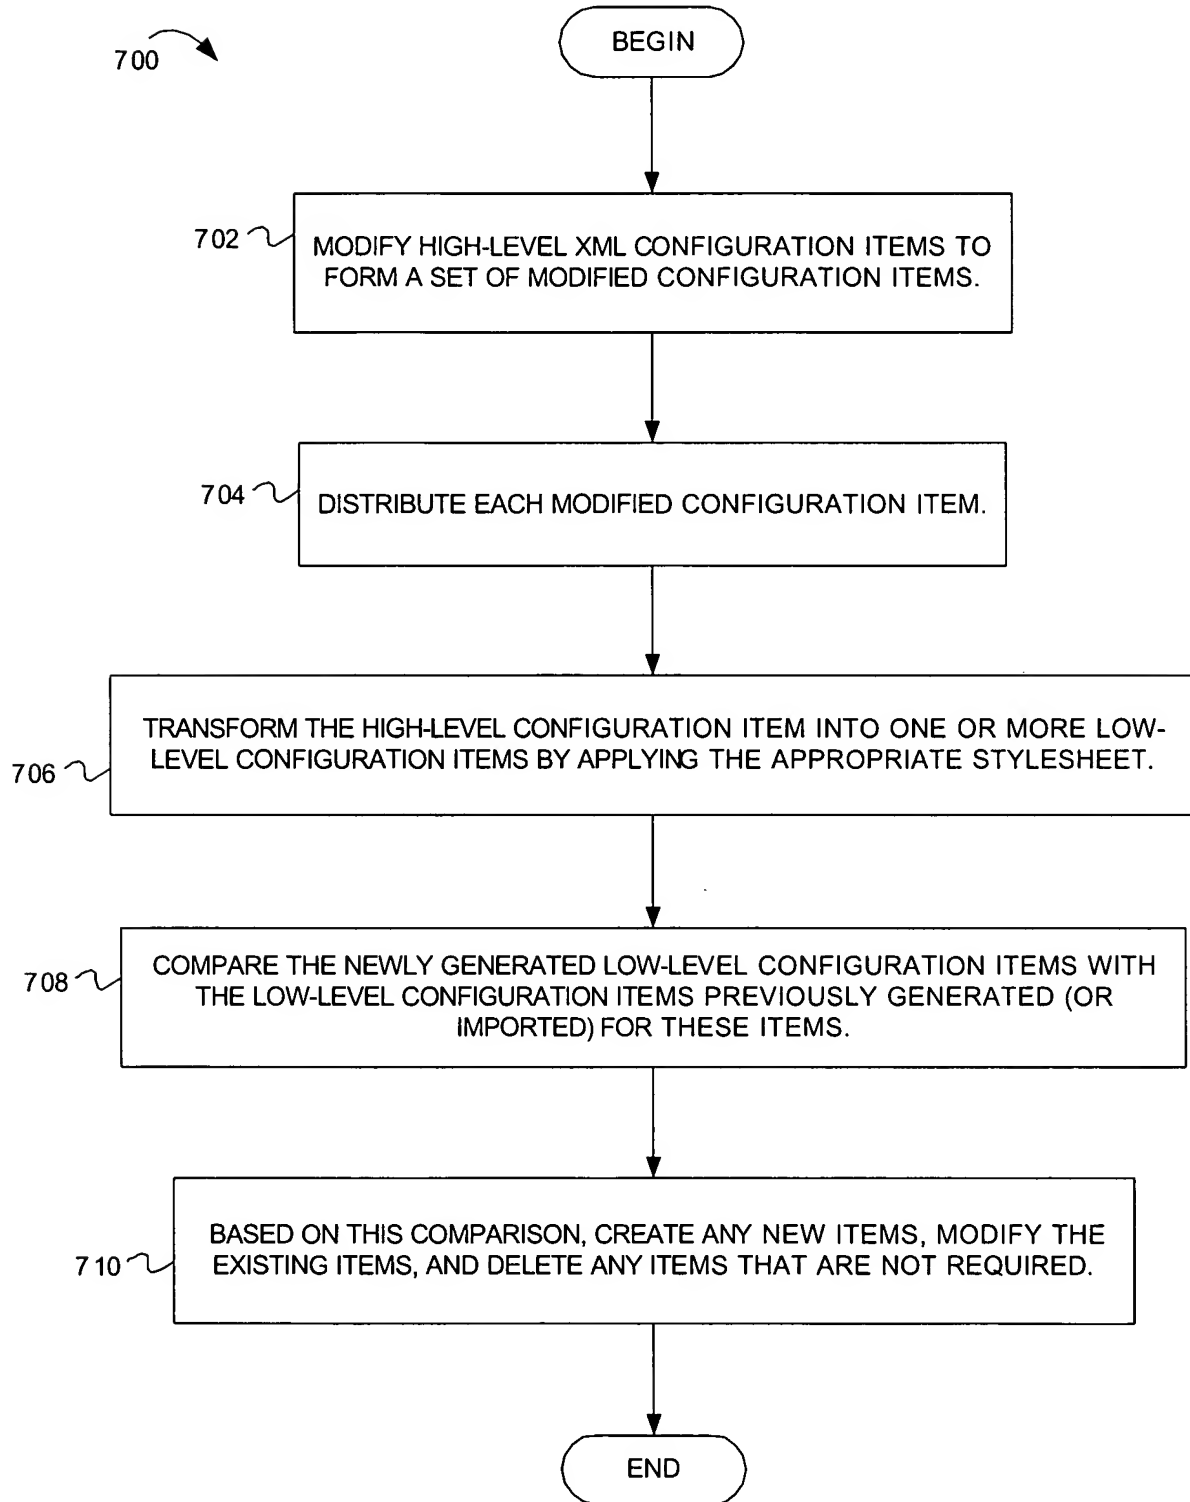 700
BEGIN
702
MODIFY HIGH-LEVEL XML CONFIGURATION ITEMS TO
FORM A SET OF MODIFIED CONFIGURATION ITEMS.
704
DISTRIBUTE EACH MODIFIED CONFIGURATION ITEM.
706
TRANSFORM THE HIGH-LEVEL CONFIGURATION ITEM INTO ONE OR MORE LOW-
LEVEL CONFIGURATION ITEMS BY APPLYING THE APPROPRIATE STYLESHEET.
708
COMPARE THE NEWLY GENERATED LOW-LEVEL CONFIGURATION ITEMS WITH
THE LOW-LEVEL CONFIGURATION ITEMS PREVIOUSLY GENERATED (OR
IMPORTED) FOR THESE ITEMS.
710
BASED ON THIS COMPARISON, CREATE ANY NEW ITEMS, MODIFY THE
EXISTING ITEMS, AND DELETE ANY ITEMS THAT ARE NOT REQUIRED.
END